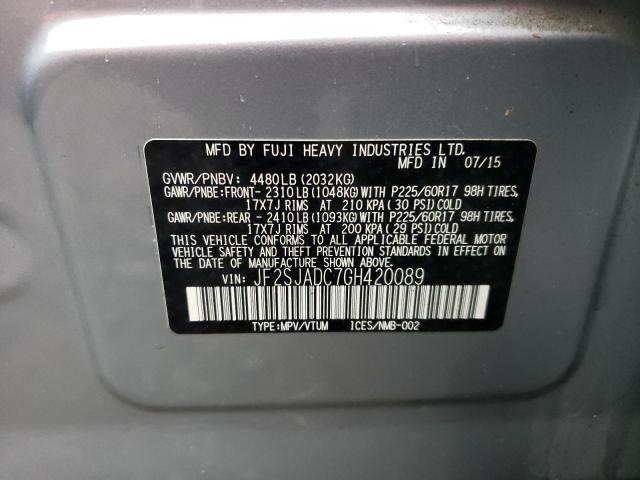 MFD BY FUJI HEAVY INDUSTRIES LTD.
MFD IN 07/15
GVWR/PNBV: 4480LB(2032KG)
GAWR/PNBE:FRONT-2310LB(1048KG)WITH P225/60R17 98H TIRES,
17X7J RIMS AT 210 KPA(30 PSI)COLD
GAWR/PNBE:REAR -2410LB(1093KG)WITH P225/60R17 98H TIRES,
17X7J RIMS AT 200 KPA(29 PSI)COLD
THIS VEHICLE CONFORMS TO ALL APPLICABLE FEDERAL MOTOR
VEHICLE SAFETY, BUMPER, AND THEFT PREVENTION STANDARDS IN EFFECT
ON THE DATE OF MANUFACTURE SHOWN ABOVE.
VIN: JF2SJADC7GH420089
TYPE:MPV/VTUM ICES/NMB-002